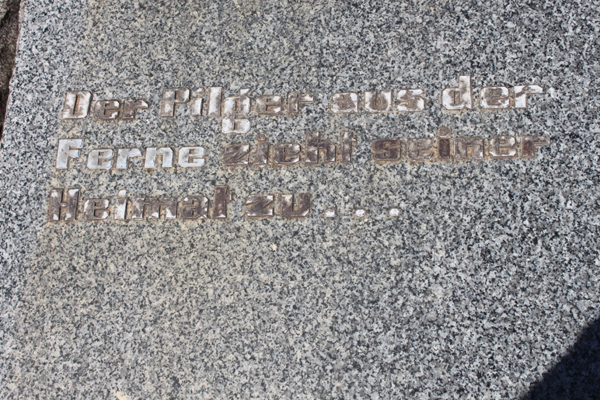 Der Pilger aus der
Ferne zieht seiner
Heimat zu...